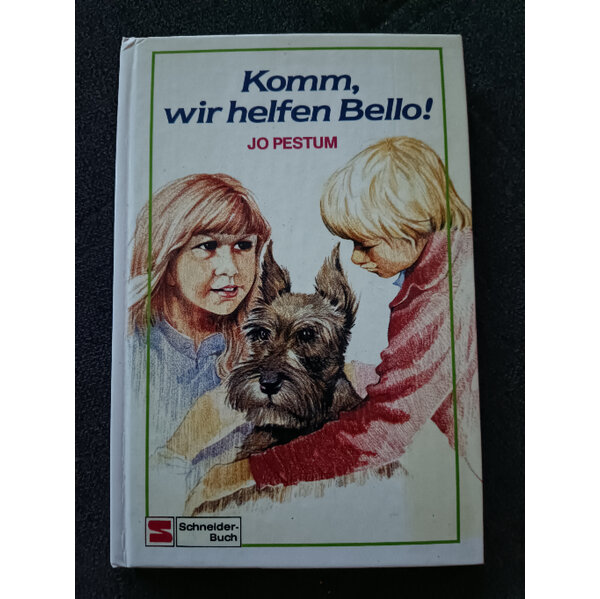 Komm,
wir helfen Bello!
JO PESTUM
Schneider-
Buch